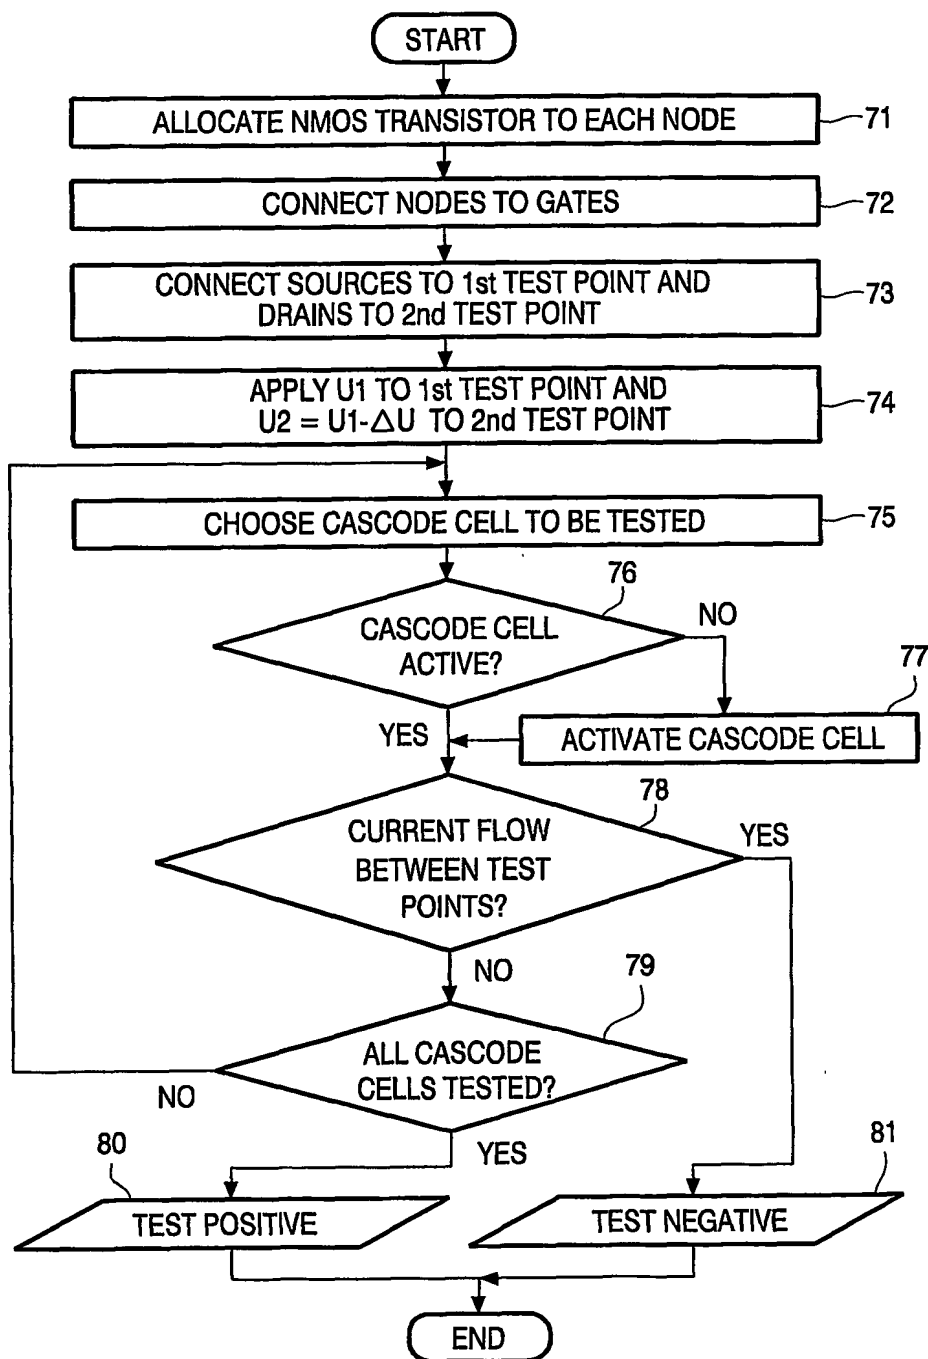 START
ALLOCATE NMOS TRANSISTOR TO EACH NODE
71
CONNECT NODES TO GATES
72
CONNECT SOURCES TO 1st TEST POINT AND
DRAINS TO 2nd TEST POINT
73
APPLY U1 TO 1st TEST POINT AND
U2 = U1-ΔU TO 2nd TEST POINT
74
CHOOSE CASCODE CELL TO BE TESTED
75
76
CASCODE CELL
ACTIVE?
NO
77
YES
ACTIVATE CASCODE CELL
78
CURRENT FLOW
BETWEEN TEST
POINTS?
YES
NO
79
ALL CASCODE
CELLS TESTED?
NO
YES
80
TEST POSITIVE
81
TEST NEGATIVE
END